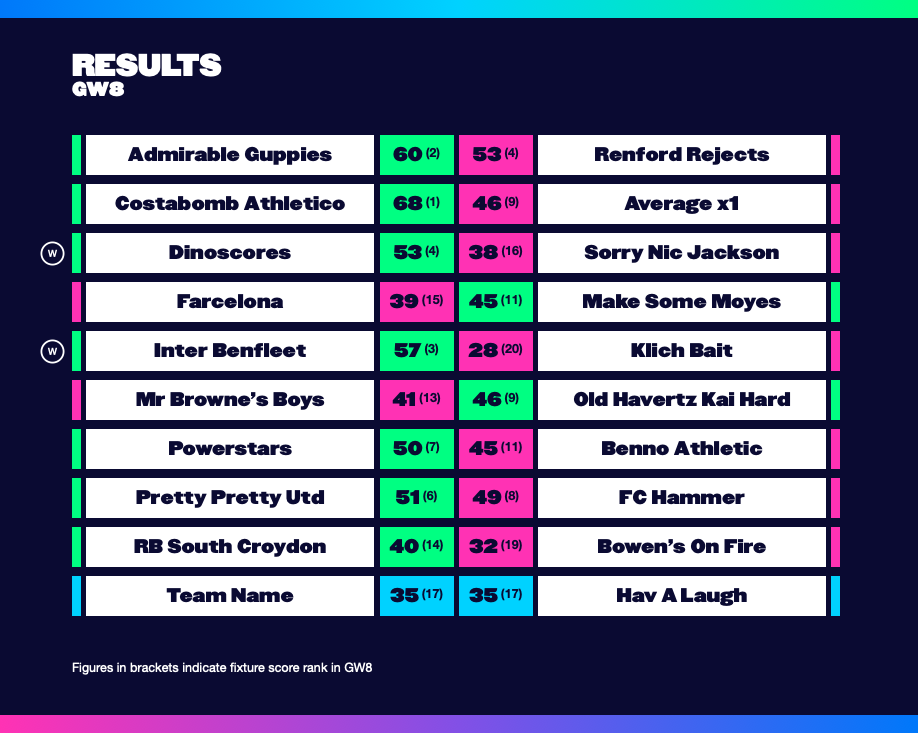 RESULTS
GW8
Admirable Guppies 60 (2) 53 (4) Renford Rejects
Costabomb Athletico 68 (1) 46 (9) Average x1
W Dinoscores 53 (4) 38 (16) Sorry Nic Jackson
Farcelona 39 (15) 45 (11) Make Some Moyes
W Inter Benfleet 57 (3) 28 (20) Klich Bait
Mr Browne’s Boys 41 (13) 46 (9) Old Havertz Kai Hard
Powerstars 50 (7) 45 (11) Benno Athletic
Pretty Pretty Utd 51 (6) 49 (8) FC Hammer
RB South Croydon 40 (14) 32 (19) Bowen’s On Fire
Team Name 35 (17) 35 (17) Hav A Laugh
Figures in brackets indicate fixture score rank in GW8